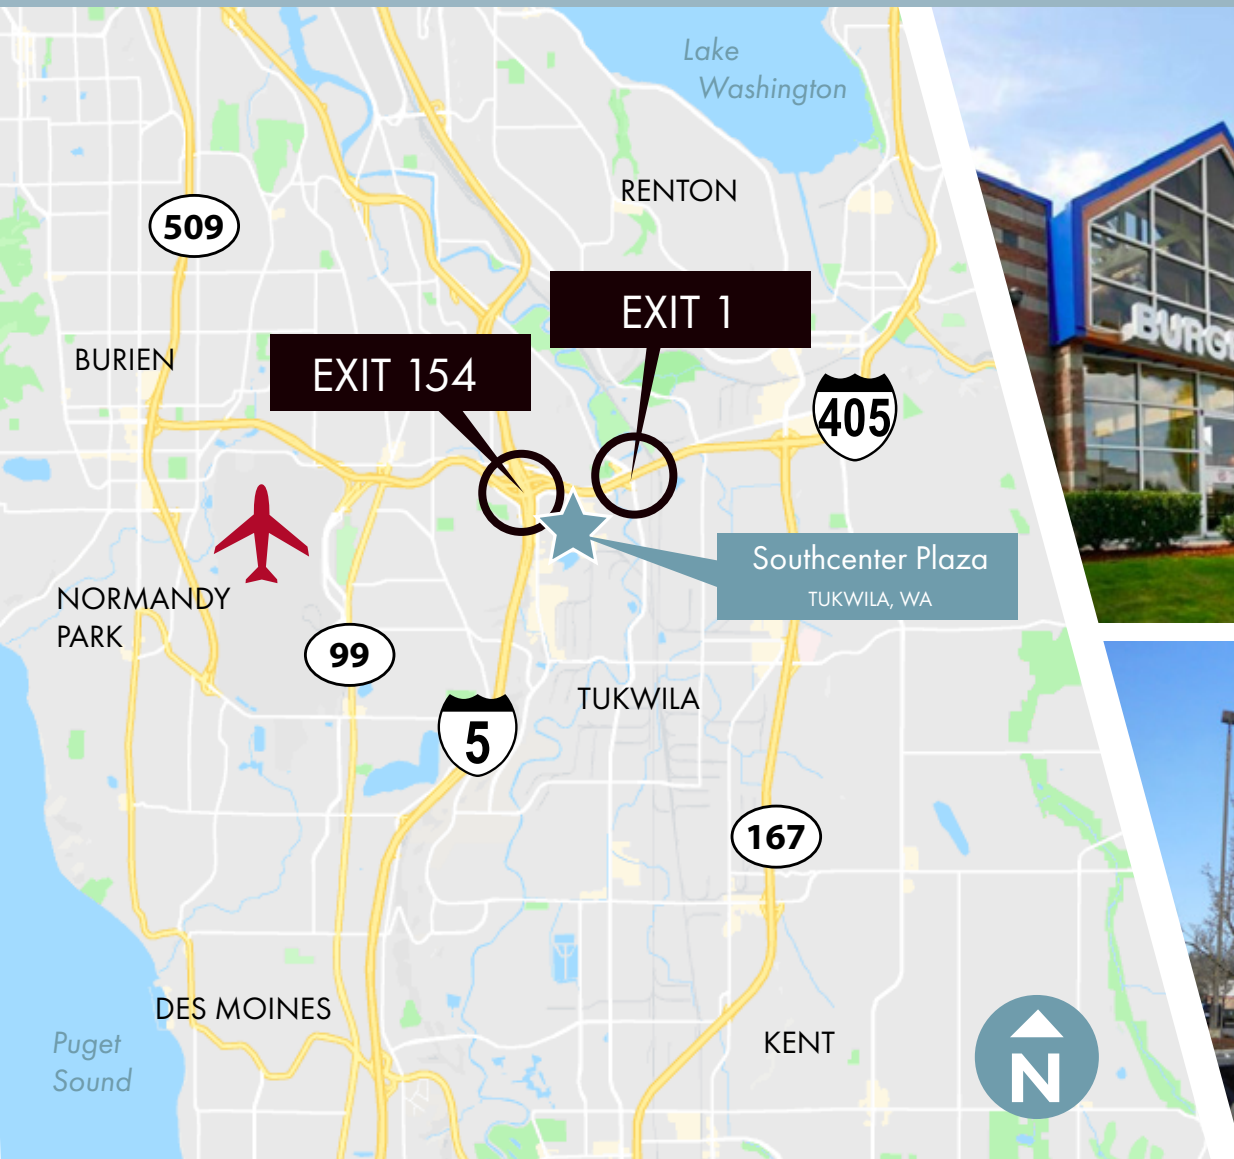 Lake
Washington
RENTON
509
EXIT 1
BURIEN
EXIT 154
405
Southcenter Plaza
TUKWILA, WA
NORMANDY
PARK
99
TUKWILA
5
167
DES MOINES
Puget
Sound
KENT
N